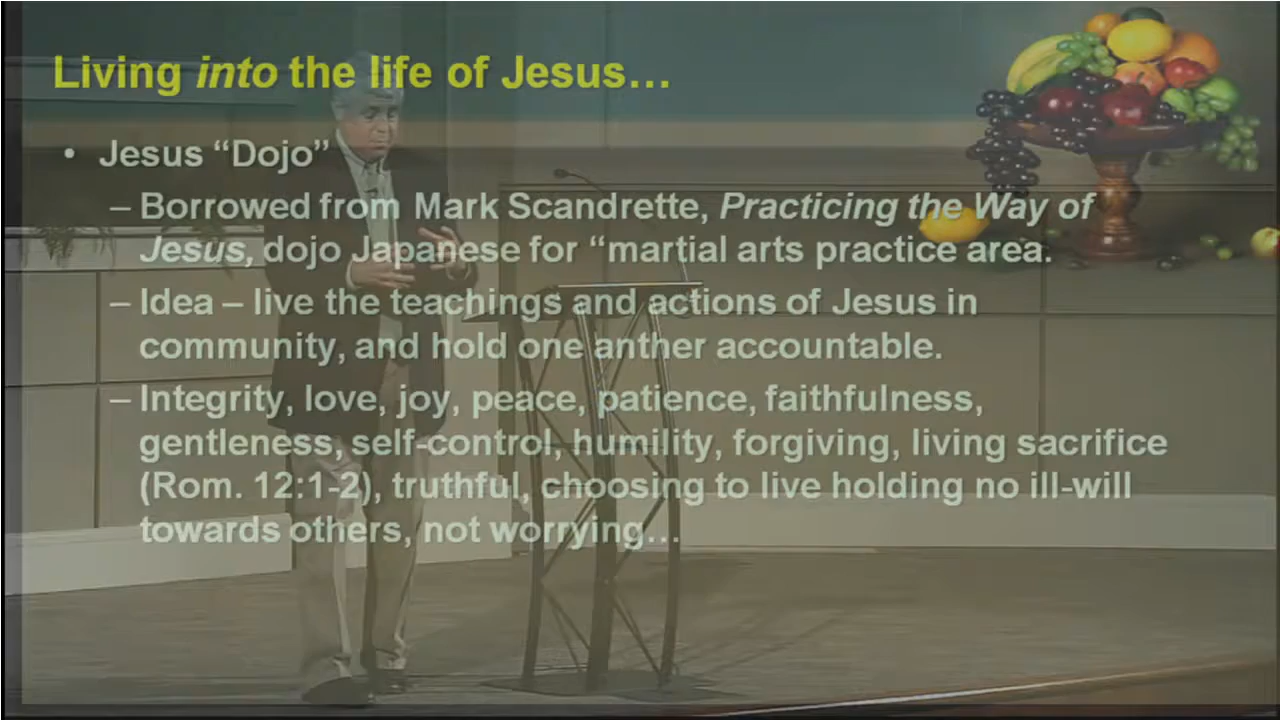 Living into the life of Jesus…
• Jesus “Dojo”
– Borrowed from Mark Scandrette, Practicing the Way of
Jesus, dojo Japanese for “martial arts practice area.
– Idea – live the teachings and actions of Jesus in
community, and hold one anther accountable.
– Integrity, love, joy, peace, patience, faithfulness,
gentleness, self-control, humility, forgiving, living sacrifice
(Rom. 12:1-2), truthful, choosing to live holding no ill-will
towards others, not worrying…